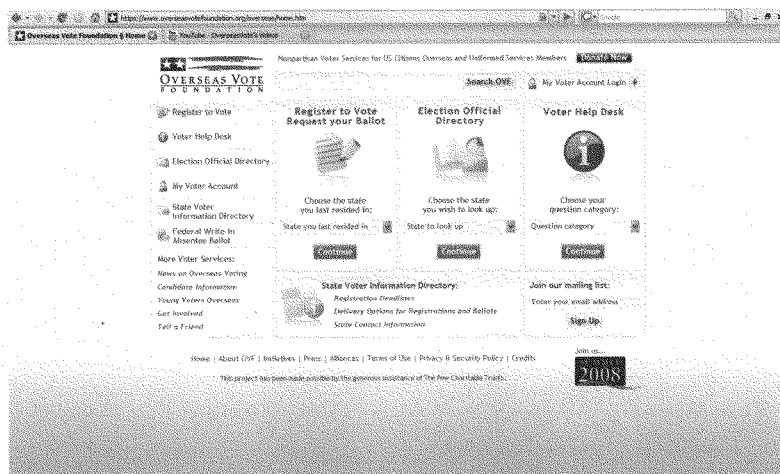 https://www.overseasvotefoundation.org/overseas/home.htm
Google
Overseas Vote Foundation § Home
YouTube - OverseasVote's Videos
Nonpartisan Voter Services for US Citizens Overseas and Uniformed Services Members
Donate Now
OVERSEAS VOTE
FOUNDATION
Search OVF
My Voter Account Login
Register to Vote
Voter Help Desk
Election Official Directory
My Voter Account
State Voter
Information Directory
Federal Write-in
Absentee Ballot
More Voter Services:
News on Overseas Voting
Candidate Information
Young Voters Overseas
Get Involved
Tell a Friend
Register to Vote
Request your Ballot
Choose the state
you last resided in:
State you last resided in
Continue
Election Official
Directory
Choose the state
you wish to look up:
State to look up
Continue
Voter Help Desk
Choose your
question category:
Question category
Continue
State Voter Information Directory:
Registration Deadlines
Delivery Options for Registrations and Ballots
State Contact Information
Join our mailing list:
Enter your email address
Sign Up
Home | About OVF | Initiatives | Press | Alliances | Terms of Use | Privacy & Security Policy | Credits
This project has been made possible by the generous assistance of The Pew Charitable Trusts.
Join us...
2008